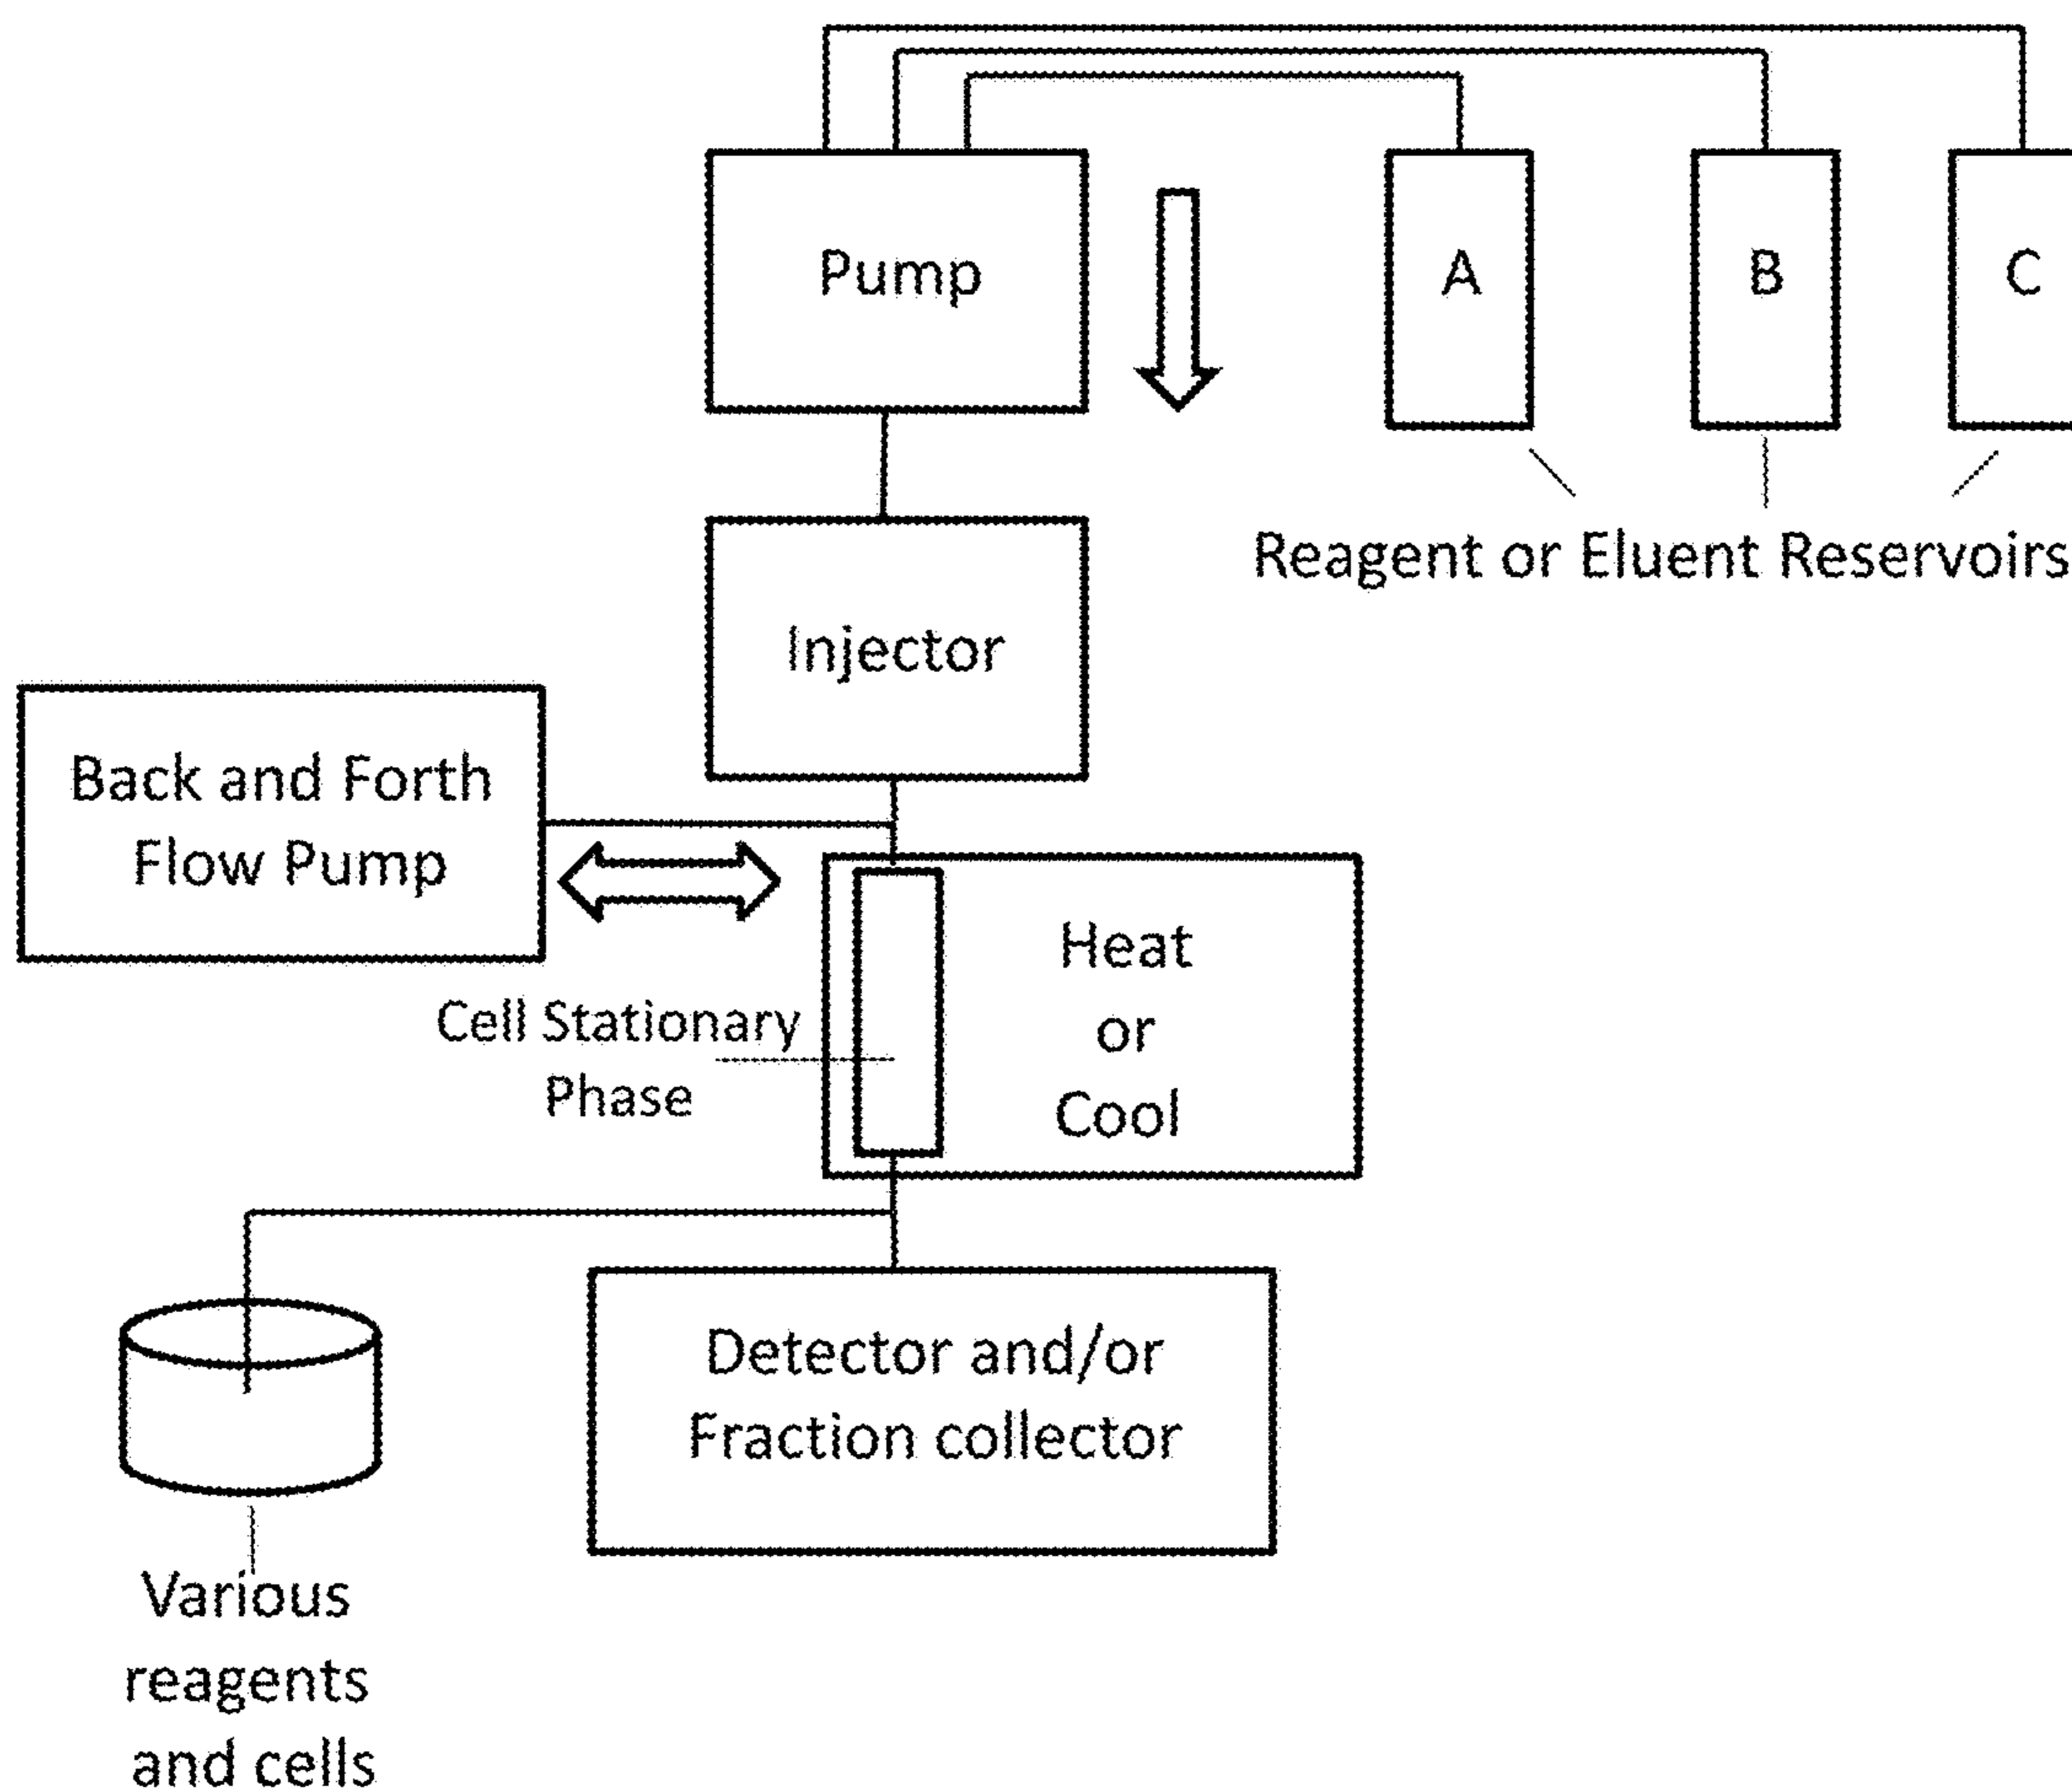 Pump
A
B
C
Reagent or Eluent Reservoirs
Injector
Back and Forth
Flow Pump
Heat
or
Cool
Cell Stationary
Phase
Detector and/or
Fraction collector
Various
reagents
and cells